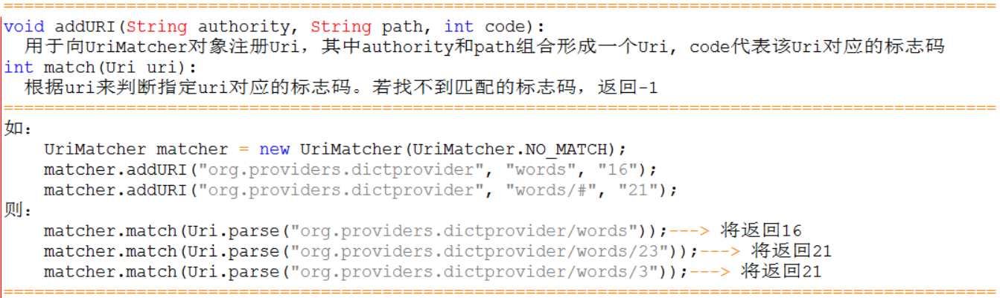 ================================================================================================
void addURI(String authority, String path, int code):
  用于向UriMatcher对象注册Uri，其中authority和path组合形成一个Uri, code代表该Uri对应的标志码
int match(Uri uri):
  根据uri来判断指定uri对应的标志码。若找不到匹配的标志码，返回-1
================================================================================================
如：
    UriMatcher matcher = new UriMatcher(UriMatcher.NO_MATCH);
    matcher.addURI("org.providers.dictprovider", "words", "16");
    matcher.addURI("org.providers.dictprovider", "words/#", "21");
则：
    matcher.match(Uri.parse("org.providers.dictprovider/words"));---> 将返回16
    matcher.match(Uri.parse("org.providers.dictprovider/words/23"));---> 将返回21
    matcher.match(Uri.parse("org.providers.dictprovider/words/3"));---> 将返回21
================================================================================================